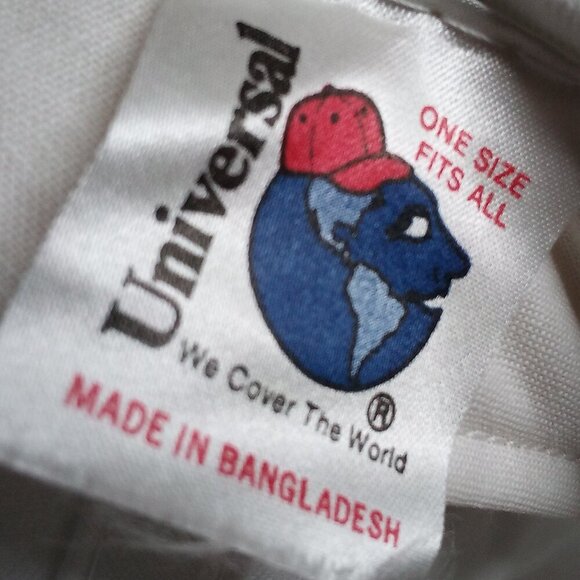 Universal
ONE SIZE
FITS ALL
We Cover The World
®
MADE IN BANGLADESH